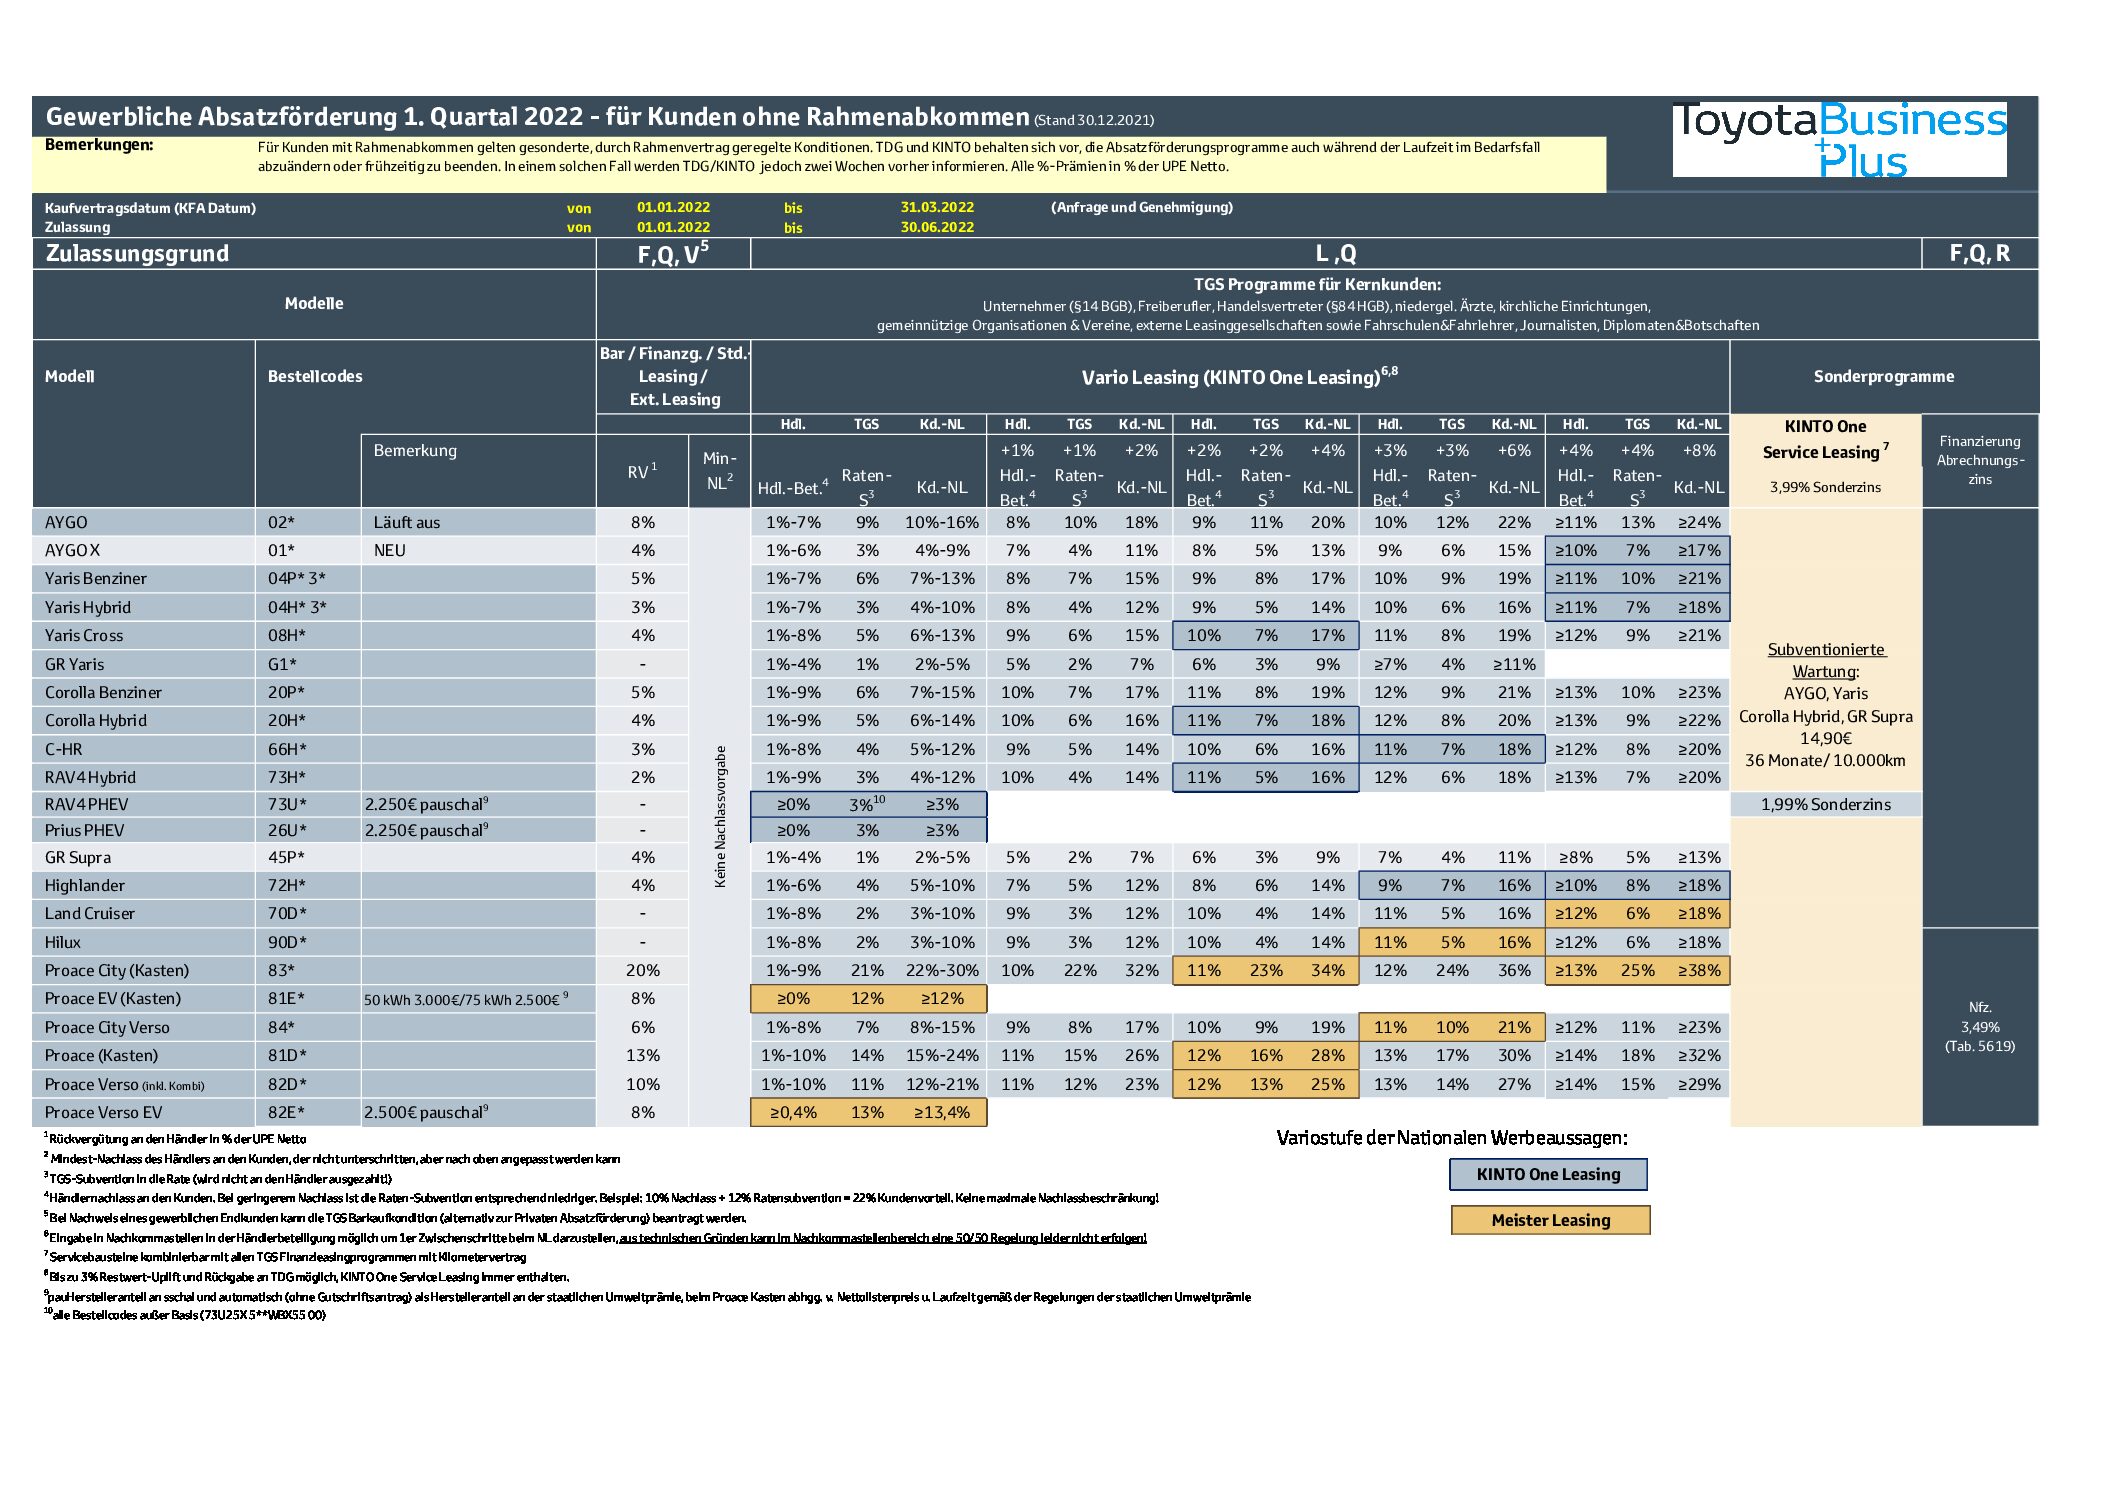 Gewerbliche Absatzförderung 1. Quartal 2022 - für Kunden ohne Rahmenabkommen (Stand 30.12.2021)
ToyotaBusiness
+Plus
Bemerkungen: Für Kunden mit Rahmenabkommen gelten gesonderte, durch Rahmenvertrag geregelte Konditionen. TDG und KINTO behalten sich vor, die Absatzförderungsprogramme auch während der Laufzeit im Bedarfsfall
abzuändern oder frühzeitig zu beenden. In einem solchen Fall werden TDG/KINTO jedoch zwei Wochen vorher informieren. Alle %-Prämien in % der UPE Netto.
Kaufvertragsdatum (KFA Datum) von 01.01.2022 bis 31.03.2022 (Anfrage und Genehmigung)
Zulassung von 01.01.2022 bis 30.06.2022
Zulassungsgrund F,Q, V5 L ,Q F,Q, R
Modelle
TGS Programme für Kernkunden:
Unternehmer (§14 BGB), Freiberufler, Handelsvertreter (§84 HGB), niedergel. Ärzte, kirchliche Einrichtungen,
gemeinnützige Organisationen & Vereine, externe Leasinggesellschaften sowie Fahrschulen&Fahrlehrer, Journalisten, Diplomaten&Botschaften
Modell Bestellcodes
Bar / Finanzg. / Std.-
Leasing /
Ext. Leasing
Vario Leasing (KINTO One Leasing)6,8 Sonderprogramme
Hdl. TGS Kd.-NL Hdl. TGS Kd.-NL Hdl. TGS Kd.-NL Hdl. TGS Kd.-NL Hdl. TGS Kd.-NL
Bemerkung RV1 Min-NL2
+1% +1% +2% +2% +2% +4% +3% +3% +6% +4% +4% +8%
Hdl.-Bet.4 Raten-S3 Kd.-NL Hdl.-Bet.4 Raten-S3 Kd.-NL Hdl.-Bet.4 Raten-S3 Kd.-NL Hdl.-Bet.4 Raten-S3 Kd.-NL Hdl.-Bet.4 Raten-S3 Kd.-NL
KINTO One
Service Leasing 7
3,99% Sonderzins
Finanzierung
Abrechnungs-
zins
AYGO 02* Läuft aus 8% 1%-7% 9% 10%-16% 8% 10% 18% 9% 11% 20% 10% 12% 22% ≥11% 13% ≥24%
AYGO X 01* NEU 4% 1%-6% 3% 4%-9% 7% 4% 11% 8% 5% 13% 9% 6% 15% ≥10% 7% ≥17%
Yaris Benziner 04P* 3* 5% 1%-7% 6% 7%-13% 8% 7% 15% 9% 8% 17% 10% 9% 19% ≥11% 10% ≥21%
Yaris Hybrid 04H* 3* 3% 1%-7% 3% 4%-10% 8% 4% 12% 9% 5% 14% 10% 6% 16% ≥11% 7% ≥18%
Yaris Cross 08H* 4% 1%-8% 5% 6%-13% 9% 6% 15% 10% 7% 17% 11% 8% 19% ≥12% 9% ≥21%
GR Yaris G1* - 1%-4% 1% 2%-5% 5% 2% 7% 6% 3% 9% ≥7% 4% ≥11%
Corolla Benziner 20P* 5% 1%-9% 6% 7%-15% 10% 7% 17% 11% 8% 19% 12% 9% 21% ≥13% 10% ≥23%
Corolla Hybrid 20H* 4% 1%-9% 5% 6%-14% 10% 6% 16% 11% 7% 18% 12% 8% 20% ≥13% 9% ≥22%
C-HR 66H* 3% 1%-8% 4% 5%-12% 9% 5% 14% 10% 6% 16% 11% 7% 18% ≥12% 8% ≥20%
RAV4 Hybrid 73H* 2% 1%-9% 3% 4%-12% 10% 4% 14% 11% 5% 16% 12% 6% 18% ≥13% 7% ≥20%
RAV4 PHEV 73U* 2.250€ pauschal9 - ≥0% 3%10 ≥3% 1,99% Sonderzins
Prius PHEV 26U* 2.250€ pauschal9 - ≥0% 3% ≥3%
GR Supra 45P* 4% 1%-4% 1% 2%-5% 5% 2% 7% 6% 3% 9% 7% 4% 11% ≥8% 5% ≥13%
Highlander 72H* 4% 1%-6% 4% 5%-10% 7% 5% 12% 8% 6% 14% 9% 7% 16% ≥10% 8% ≥18%
Land Cruiser 70D* - 1%-8% 2% 3%-10% 9% 3% 12% 10% 4% 14% 11% 5% 16% ≥12% 6% ≥18%
Hilux 90D* - 1%-8% 2% 3%-10% 9% 3% 12% 10% 4% 14% 11% 5% 16% ≥12% 6% ≥18%
Proace City (Kasten) 83* 20% 1%-9% 21% 22%-30% 10% 22% 32% 11% 23% 34% 12% 24% 36% ≥13% 25% ≥38%
Proace EV (Kasten) 81E* 50 kWh 3.000€/75 kWh 2.500€ 9 8% ≥0% 12% ≥12%
Proace City Verso 84* 6% 1%-8% 7% 8%-15% 9% 8% 17% 10% 9% 19% 11% 10% 21% ≥12% 11% ≥23%
Proace (Kasten) 81D* 13% 1%-10% 14% 15%-24% 11% 15% 26% 12% 16% 28% 13% 17% 30% ≥14% 18% ≥32%
Proace Verso (inkl. Kombi) 82D* 10% 1%-10% 11% 12%-21% 11% 12% 23% 12% 13% 25% 13% 14% 27% ≥14% 15% ≥29%
Proace Verso EV 82E* 2.500€ pauschal9 8% ≥0,4% 13% ≥13,4%
Keine Nachlassvorgabe
Subventionierte
Wartung:
AYGO, Yaris
Corolla Hybrid, GR Supra
14,90€
36 Monate/ 10.000km
Nfz.
3,49%
(Tab. 5619)
1 Rückvergütung an den Händler in % der UPE Netto
2 Mindest-Nachlass des Händlers an den Kunden, der nicht unterschritten, aber nach oben angepasst werden kann
3 TGS-Subvention in die Rate (wird nicht an den Händler ausgezahlt!)
4 Händlernachlass an den Kunden. Bei geringerem Nachlass ist die Raten-Subvention entsprechend niedriger. Beispiel: 10% Nachlass + 12% Ratensubvention = 22% Kundenvorteil. Keine maximale Nachlassbeschränkung!
5 Bei Nachweis eines gewerblichen Endkunden kann die TGS Barkaufkondition (alternativ zur Privaten Absatzförderung) beantragt werden.
6 Eingabe in Nachkommastellen in der Händlerbeteiligung möglich um 1er Zwischenschritte beim NL darzustellen, aus technischen Gründen kann im Nachkommastellenbereich eine 50/50 Regelung leider nicht erfolgen!
7 Servicebausteine kombinierbar mit allen TGS Finanzleasingprogrammen mit Kilometervertrag
8 Bis zu 3% Restwert-Uplift und Rückgabe an TDG möglich, KINTO One Service Leasing immer enthalten.
9 pauHerstelleranteil an sschal und automatisch (ohne Gutschriftsantrag) als Herstelleranteil an der staatlichen Umweltprämie, beim Proace Kasten abhgg. v. Nettolistenpreis u. Laufzeit gemäß der Regelungen der staatlichen Umweltprämie
10 alle Bestellcodes außer Basis (73U25X 5**WBX55 00)
Variostufe der Nationalen Werbeaussagen:
KINTO One Leasing
Meister Leasing